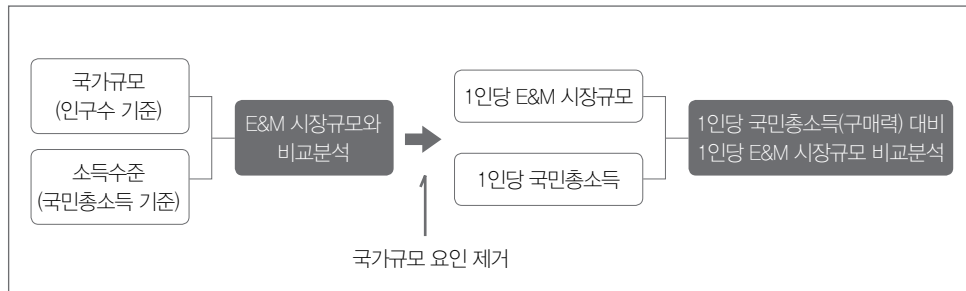 국가규모
(인구수 기준)
소득수준
(국민총소득 기준)
E&M 시장규모와
비교분석
국가규모 요인 제거
1인당 E&M 시장규모
1인당 국민총소득
1인당 국민총소득(구매력) 대비
1인당 E&M 시장규모 비교분석